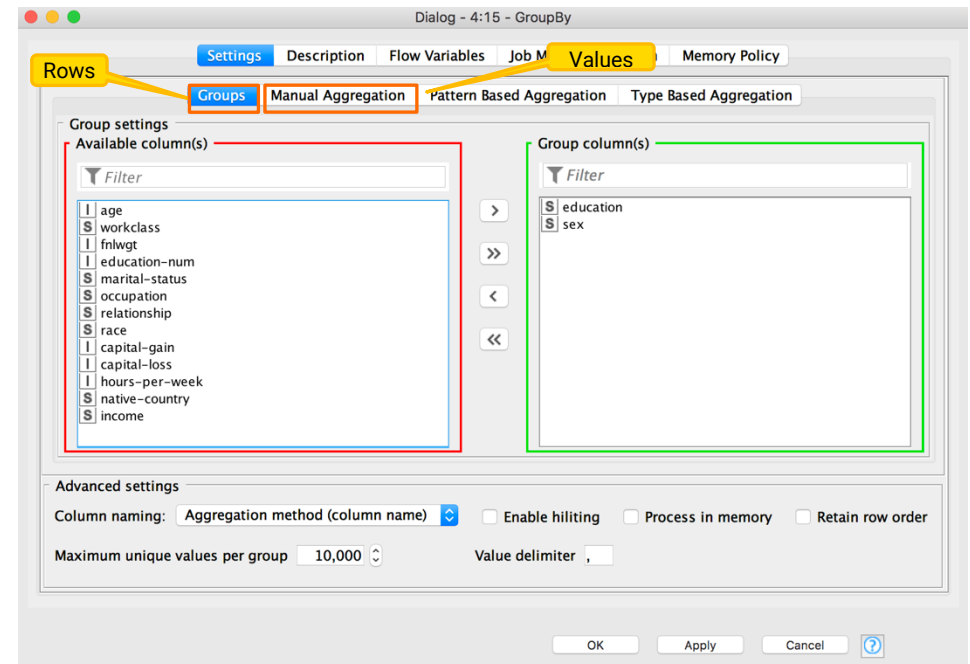 Dialog - 4:15 - GroupBy
Settings Description Flow Variables Job M Memory Policy
Rows
Values
Groups Manual Aggregation Pattern Based Aggregation Type Based Aggregation
Group settings
Available column(s) Group column(s)
Filter Filter
I age > S education
S workclass S sex
I fnlwgt
I education-num >>
S marital-status
S occupation <
S relationship
S race
I capital-gain <<
I capital-loss
I hours-per-week
S native-country
S income
Advanced settings
Column naming: Aggregation method (column name) Enable hiliting Process in memory Retain row order
Maximum unique values per group 10,000 Value delimiter ,
OK Apply Cancel ?